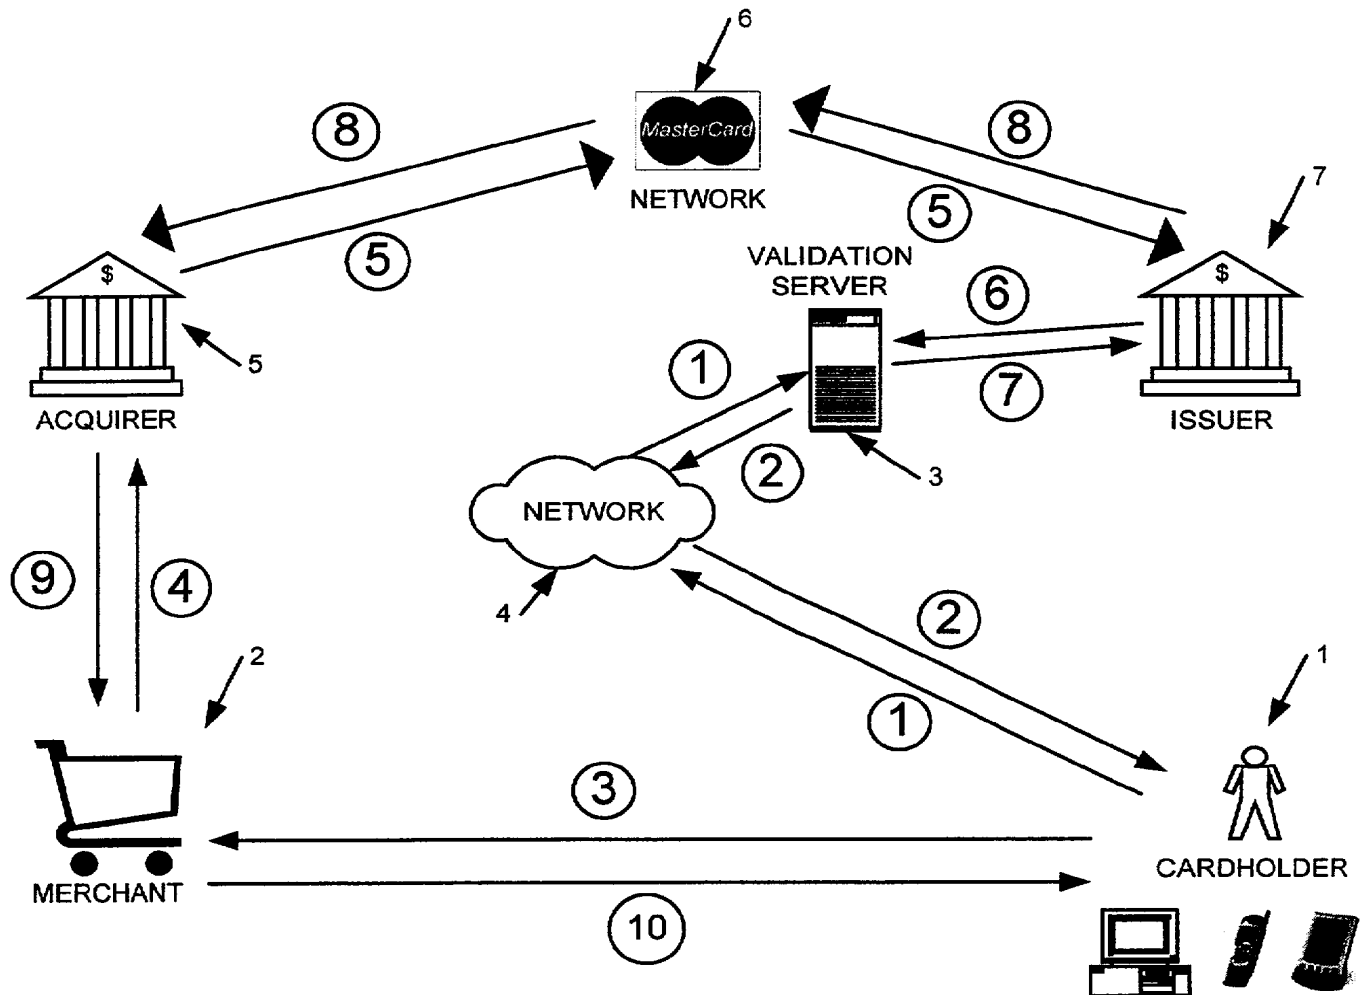 6
8
MasterCard
8
NETWORK
7
5
5
VALIDATION
SERVER
$
$
6
5
1
7
ACQUIRER
ISSUER
2
3
NETWORK
9
4
4
2
2
1
1
3
MERCHANT
CARDHOLDER
10